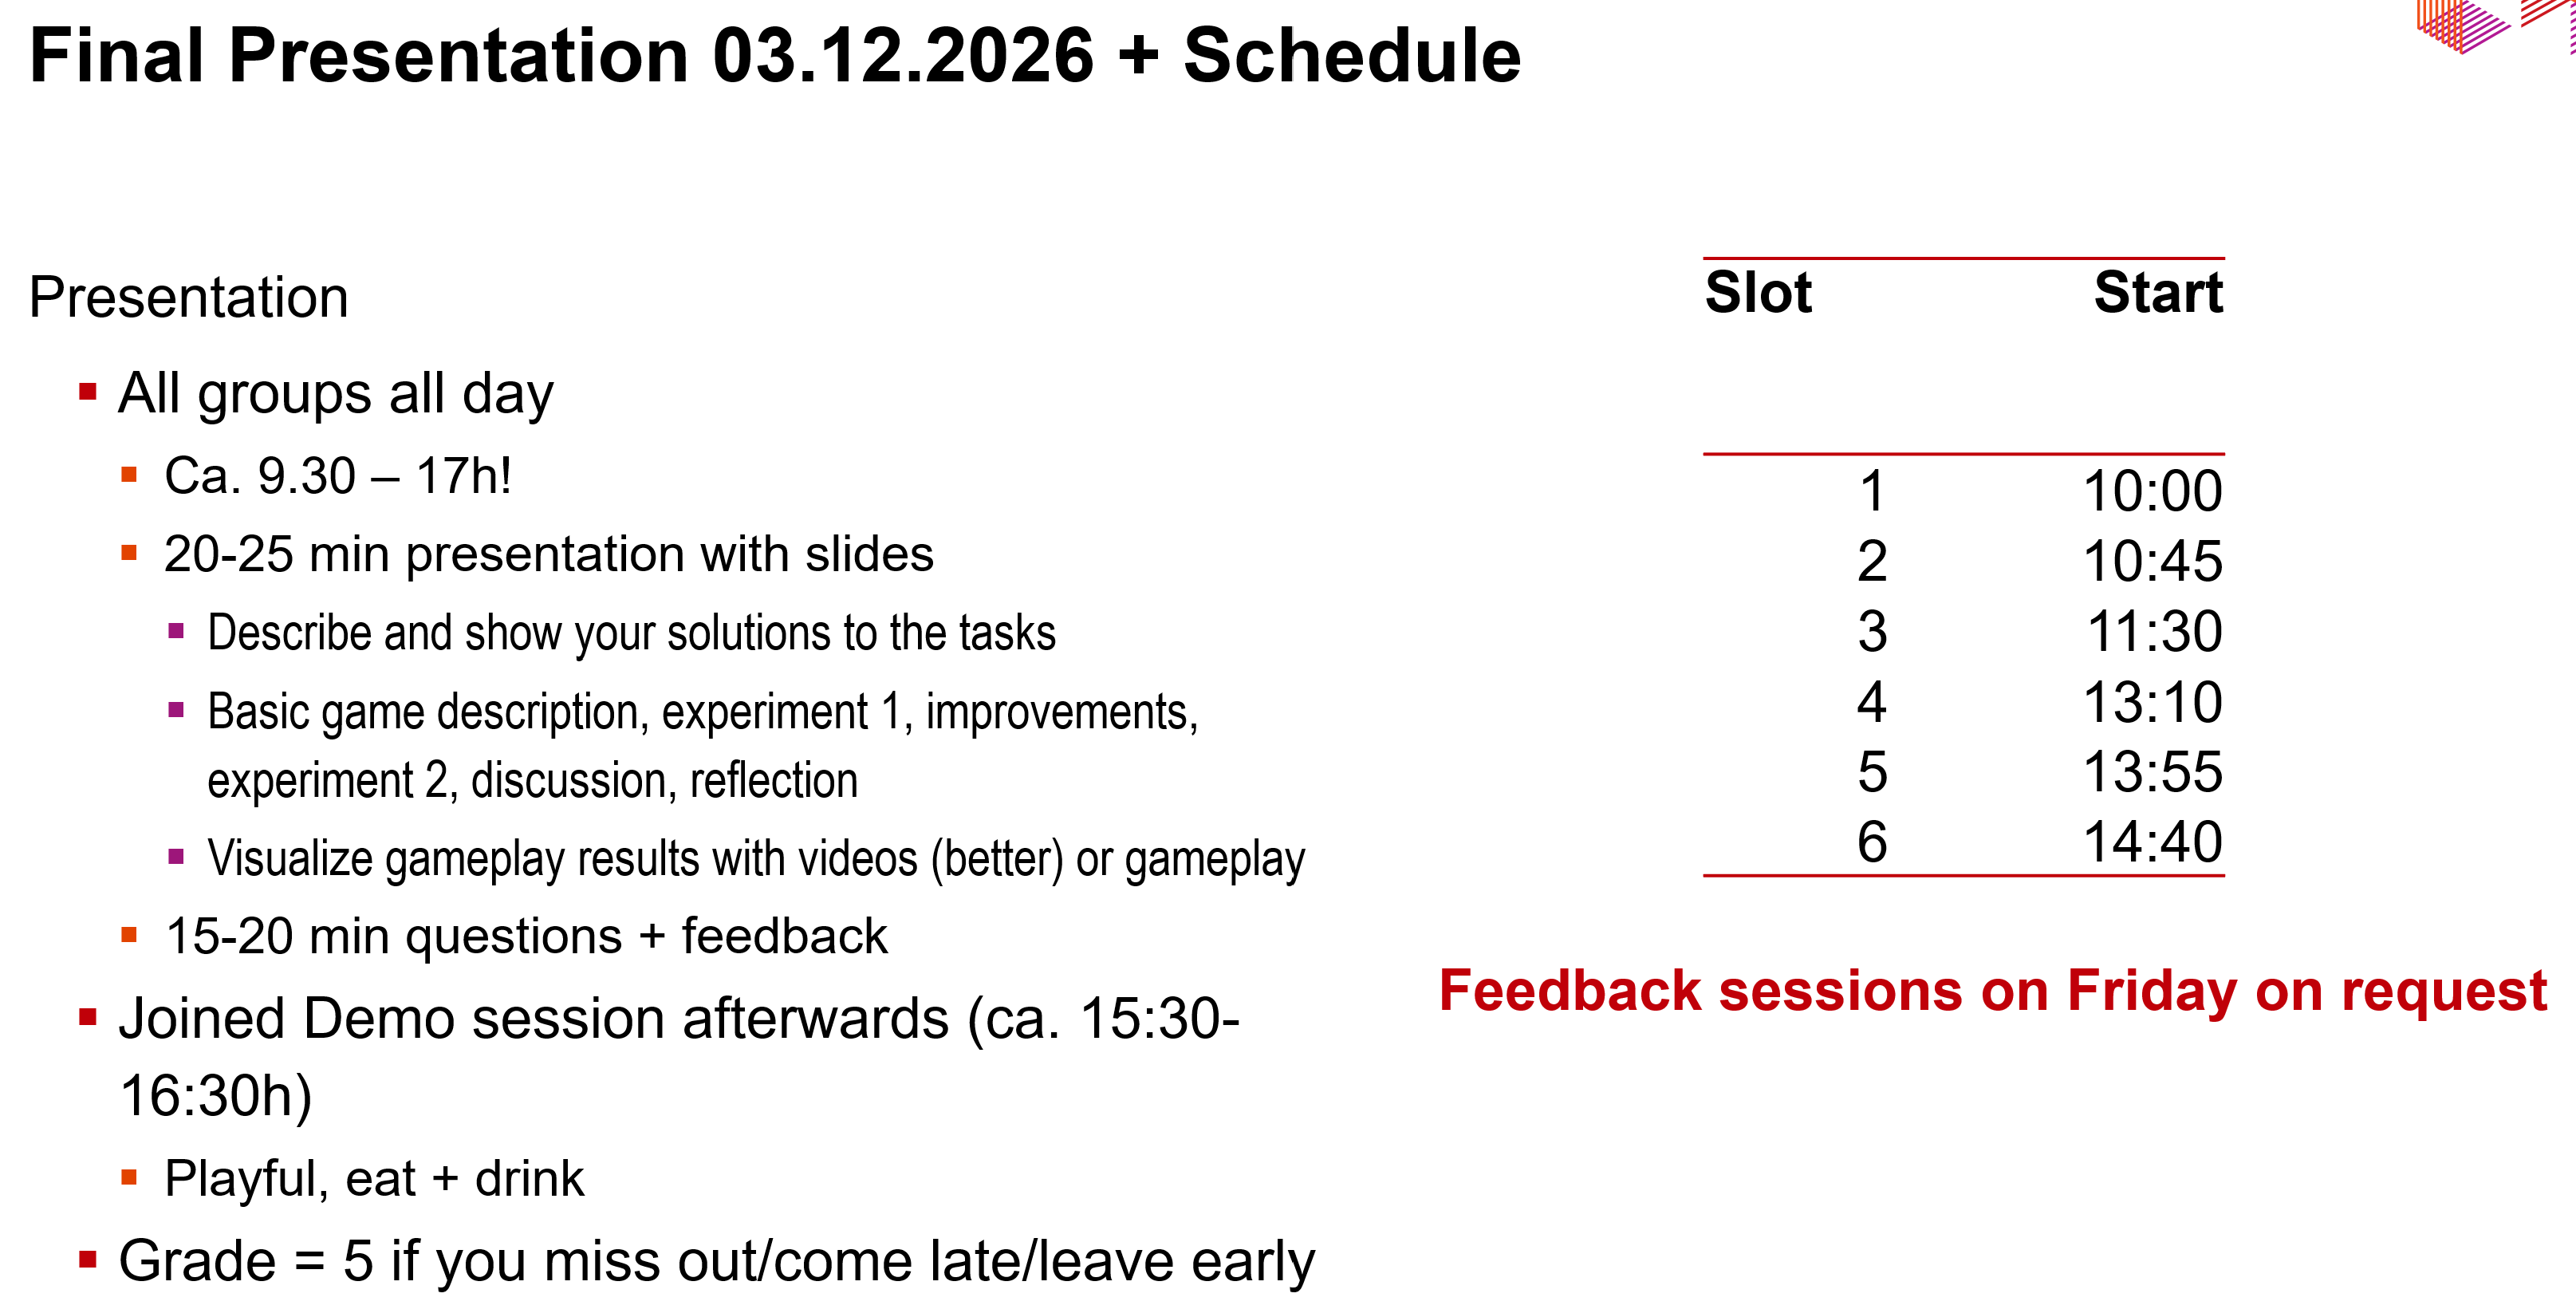 Final Presentation 03.12.2026 + Schedule
Presentation
▪ All groups all day
▪ Ca. 9.30 – 17h!
▪ 20-25 min presentation with slides
▪ Describe and show your solutions to the tasks
▪ Basic game description, experiment 1, improvements,
experiment 2, discussion, reflection
▪ Visualize gameplay results with videos (better) or gameplay
▪ 15-20 min questions + feedback
▪ Joined Demo session afterwards (ca. 15:30-
16:30h)
▪ Playful, eat + drink
▪ Grade = 5 if you miss out/come late/leave early
Slot Start
1 10:00
2 10:45
3 11:30
4 13:10
5 13:55
6 14:40
Feedback sessions on Friday on request